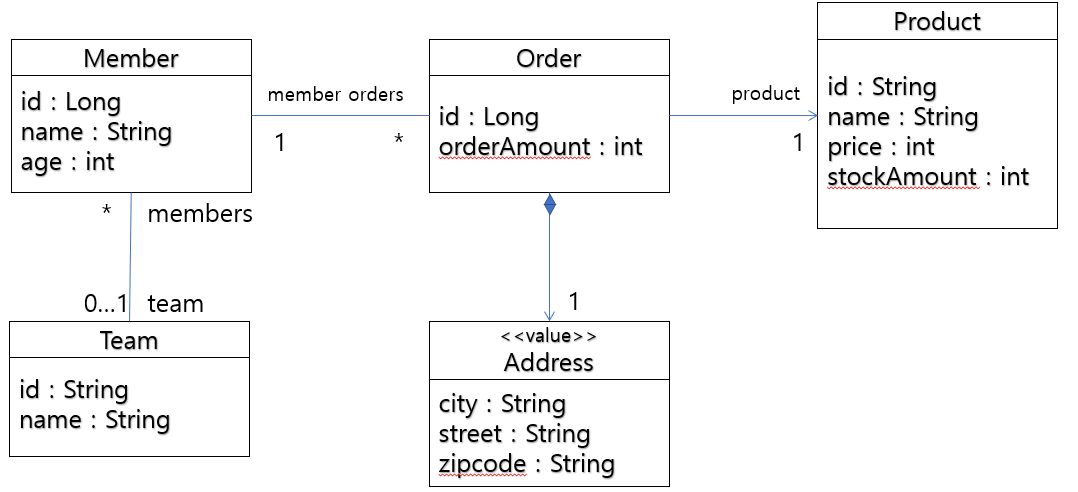 Member
id : Long
name : String
age : int
member orders
1
*
Order
id : Long
orderAmount : int
product
1
Product
id : String
name : String
price : int
stockAmount : int
* members
0...1 team
Team
id : String
name : String
1
<<value>>
Address
city : String
street : String
zipcode : String